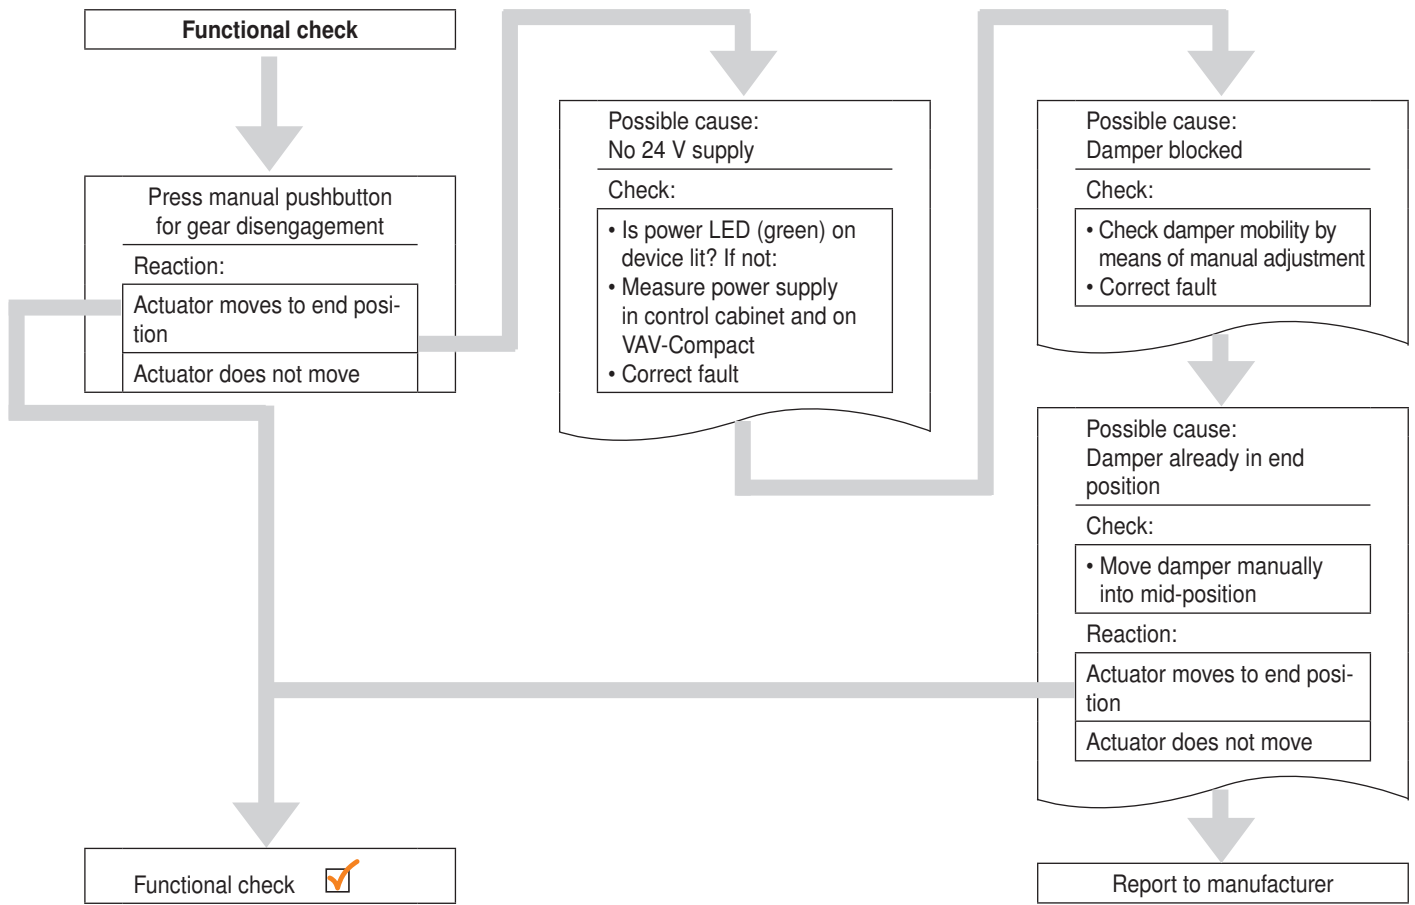 Functional check
Press manual pushbutton
for gear disengagement
Reaction:
Actuator moves to end posi-
tion
Actuator does not move
Possible cause:
No 24 V supply
Check:
• Is power LED (green) on
device lit? If not:
• Measure power supply
in control cabinet and on
VAV-Compact
• Correct fault
Possible cause:
Damper blocked
Check:
• Check damper mobility by
means of manual adjustment
• Correct fault
Possible cause:
Damper already in end
position
Check:
• Move damper manually
into mid-position
Reaction:
Actuator moves to end posi-
tion
Actuator does not move
Functional check
Report to manufacturer